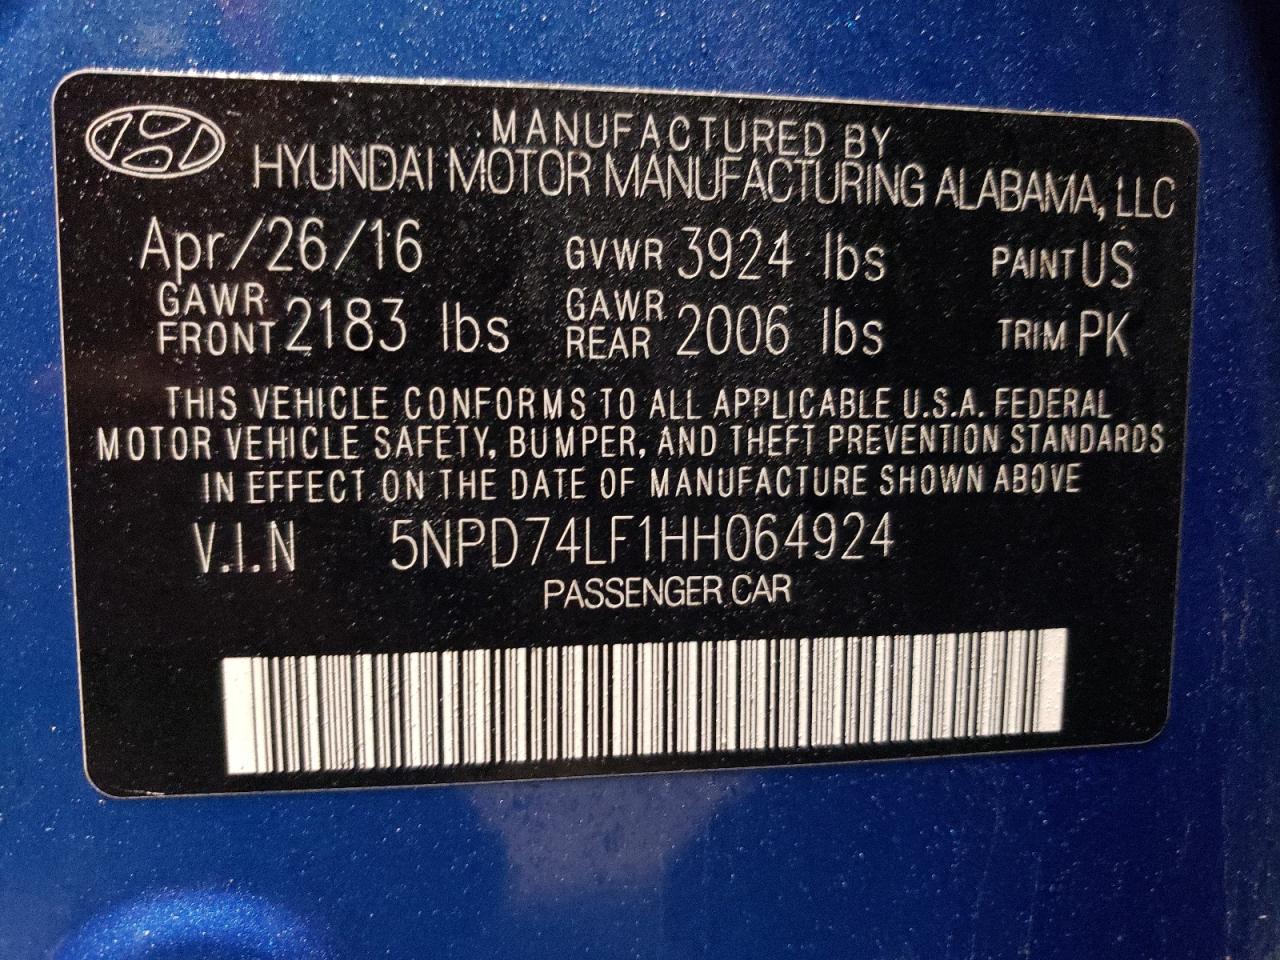 MANUFACTURED BY
HYUNDAI MOTOR MANUFACTURING ALABAMA, LLC
Apr/26/16 GVWR 3924 lbs PAINT US
GAWR FRONT 2183 lbs GAWR REAR 2006 lbs TRIM PK
THIS VEHICLE CONFORMS TO ALL APPLICABLE U.S.A. FEDERAL
MOTOR VEHICLE SAFETY, BUMPER, AND THEFT PREVENTION STANDARDS
IN EFFECT ON THE DATE OF MANUFACTURE SHOWN ABOVE
V.I.N 5NPD74LF1HH064924
PASSENGER CAR